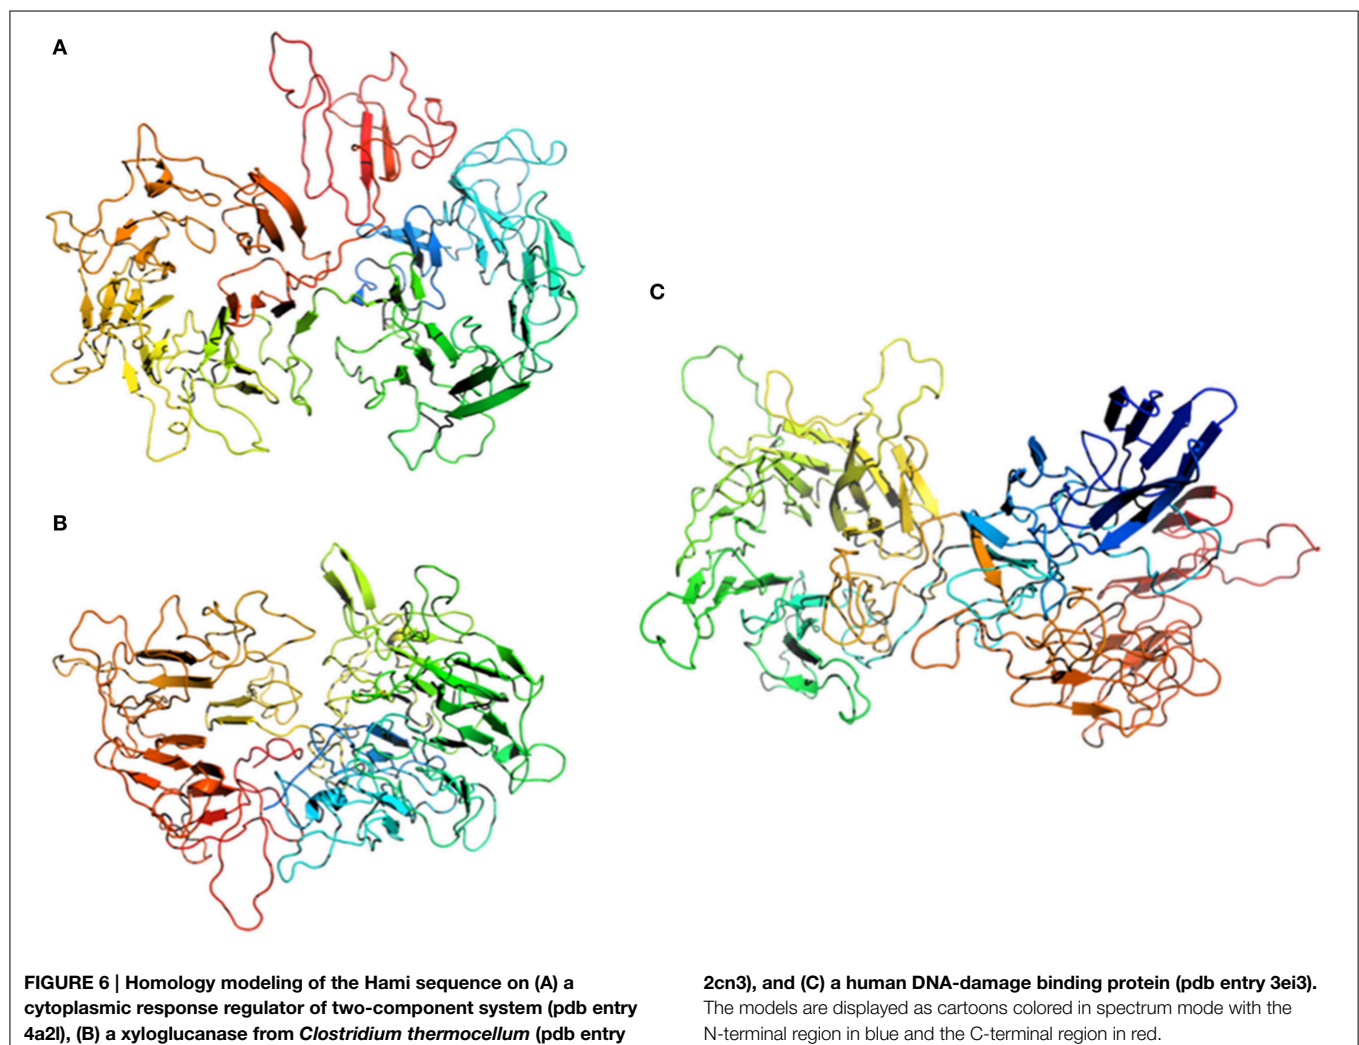 A
B
C
FIGURE 6 | Homology modeling of the Hami sequence on (A) a
cytoplasmic response regulator of two-component system (pdb entry
4a2l), (B) a xyloglucanase from Clostridium thermocellum (pdb entry
2cn3), and (C) a human DNA-damage binding protein (pdb entry 3ei3).
The models are displayed as cartoons colored in spectrum mode with the
N-terminal region in blue and the C-terminal region in red.